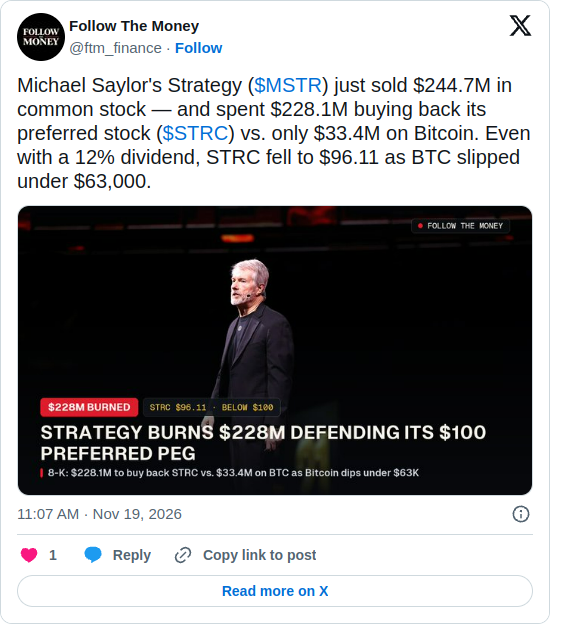 FOLLOW
THE
MONEY
Follow The Money
@ftm_finance · Follow
Michael Saylor's Strategy ($MSTR) just sold $244.7M in
common stock — and spent $228.1M buying back its
preferred stock ($STRC) vs. only $33.4M on Bitcoin. Even
with a 12% dividend, STRC fell to $96.11 as BTC slipped
under $63,000.
FOLLOW THE MONEY
$228M BURNED
STRC $96.11 · BELOW $100
STRATEGY BURNS $228M DEFENDING ITS $100
PREFERRED PEG
8-K: $228.1M to buy back STRC vs. $33.4M on BTC as Bitcoin dips under $63K
11:07 AM · Nov 19, 2026
1 Reply Copy link to post
Read more on X